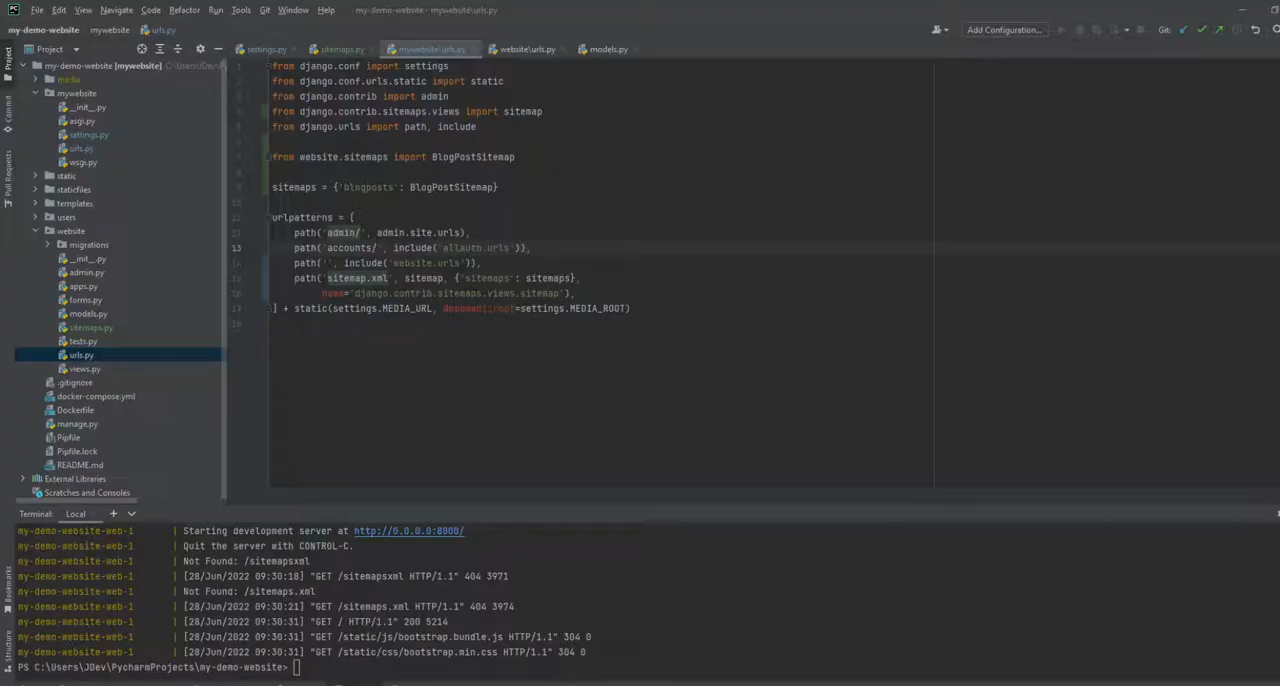 File Edit View Navigate Code Refactor Run Tools Git Window Help my-demo-website - mywebsite\urls.py
my-demo-website mywebsite urls.py Add Configuration... Git:
Project settings.py sitemaps.py mywebsite\urls.py website\urls.py models.py
Project
Commit
Pull Requests
my-demo-website [mywebsite]
media
mywebsite
__init__.py
asgi.py
settings.py
urls.py
wsgi.py
static
staticfiles
templates
users
website
migrations
__init__.py
admin.py
apps.py
forms.py
models.py
sitemaps.py
tests.py
urls.py
views.py
.gitignore
docker-compose.yml
Dockerfile
manage.py
Pipfile
Pipfile.lock
README.md
External Libraries
Scratches and Consoles
from django.conf import settings
from django.conf.urls.static import static
from django.contrib import admin
from django.contrib.sitemaps.views import sitemap
from django.urls import path, include
from website.sitemaps import BlogPostSitemap
sitemaps = {'blogposts': BlogPostSitemap}
urlpatterns = [
path('admin/', admin.site.urls),
13 path('accounts/', include('allauth.urls')),
path('', include('website.urls')),
path('sitemap.xml', sitemap, {'sitemaps': sitemaps},
name='django.contrib.sitemaps.views.sitemap'),
] + static(settings.MEDIA_URL, document_root=settings.MEDIA_ROOT)
Terminal: Local
my-demo-website-web-1 | Starting development server at http://0.0.0.0:8000/
my-demo-website-web-1 | Quit the server with CONTROL-C.
my-demo-website-web-1 | Not Found: /sitemapsxml
my-demo-website-web-1 | [28/Jun/2022 09:30:18] "GET /sitemapsxml HTTP/1.1" 404 3971
my-demo-website-web-1 | Not Found: /sitemaps.xml
my-demo-website-web-1 | [28/Jun/2022 09:30:21] "GET /sitemaps.xml HTTP/1.1" 404 3974
my-demo-website-web-1 | [28/Jun/2022 09:30:31] "GET / HTTP/1.1" 200 5214
my-demo-website-web-1 | [28/Jun/2022 09:30:31] "GET /static/js/bootstrap.bundle.js HTTP/1.1" 304 0
my-demo-website-web-1 | [28/Jun/2022 09:30:31] "GET /static/css/bootstrap.min.css HTTP/1.1" 304 0
PS C:\Users\JDev\PycharmProjects\my-demo-website>
Bookmarks
Structure